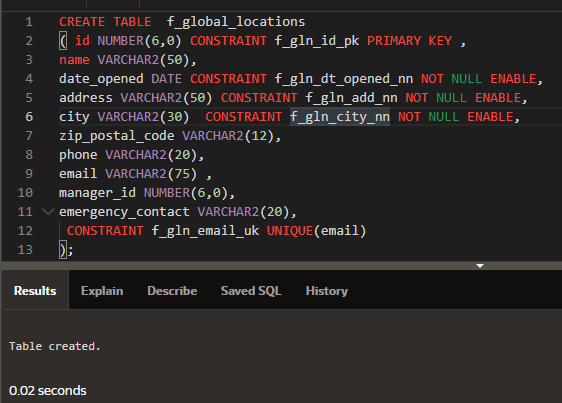 1 CREATE TABLE  f_global_locations
2 ( id NUMBER(6,0) CONSTRAINT f_gln_id_pk PRIMARY KEY ,
3 name VARCHAR2(50),
4 date_opened DATE CONSTRAINT f_gln_dt_opened_nn NOT NULL ENABLE,
5 address VARCHAR2(50) CONSTRAINT f_gln_add_nn NOT NULL ENABLE,
6 city VARCHAR2(30)  CONSTRAINT f_gln_city_nn NOT NULL ENABLE,
7 zip_postal_code VARCHAR2(12),
8 phone VARCHAR2(20),
9 email VARCHAR2(75) ,
10 manager_id NUMBER(6,0),
11 emergency_contact VARCHAR2(20),
12  CONSTRAINT f_gln_email_uk UNIQUE(email)
13 );
Results Explain Describe Saved SQL History
Table created.
0.02 seconds